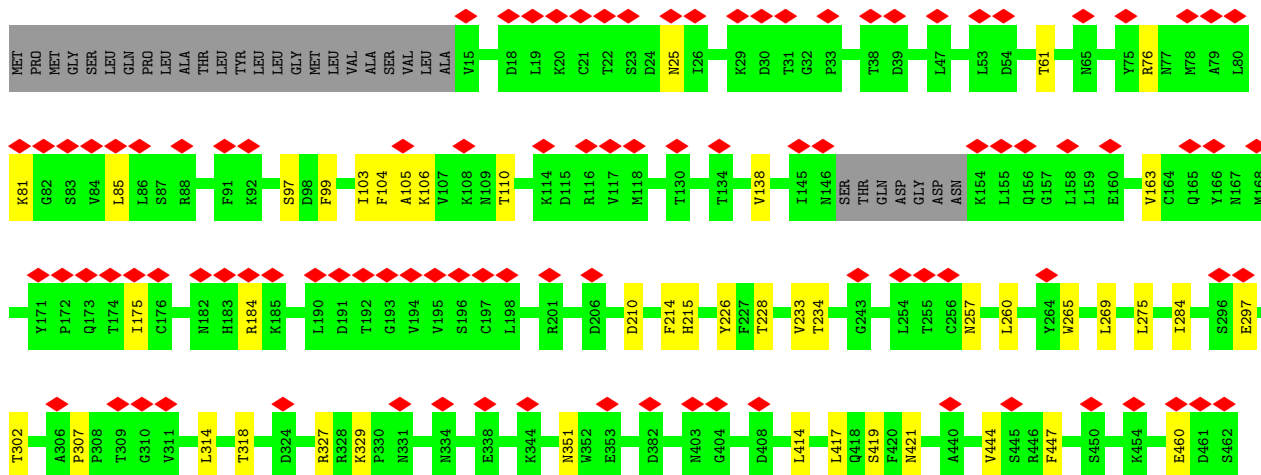 MET PRO MET GLY SER LEU GLN PRO LEU ALA THR LEU TYR LEU LEU GLY MET LEU VAL ALA SER VAL LEU ALA V15 D18 L19 K20 C21 T22 S23 D24 N25 I26 K29 D30 T31 G32 P33 T38 D39 L47 L53 D54 T61 N65 Y75 R76 N77 M78 A79 L80
K81 G82 S83 V84 L85 L86 S87 R88 F91 K92 S97 D98 F99 I103 F104 A105 K106 V107 K108 N109 T110 K114 D115 R116 V117 M118 T130 T134 V138 I145 N146 SER THR GLN ASP GLY ASP ASN K154 L155 Q156 G157 L158 L159 E160 V163 C164 Q165 Y166 N167 M168
Y171 P172 Q173 T174 I175 C176 N182 H183 R184 K185 L190 D191 T192 G193 V194 V195 S196 C197 L198 R201 D206 D210 F214 H215 Y226 F227 T228 V233 T234 G243 L254 T255 C256 N257 L260 Y264 W265 L269 L275 I284 S296 E297
T302 A306 P307 P308 T309 G310 V311 L314 T318 D324 R327 R328 K329 P330 N331 N334 E338 K344 N351 W352 E353 D382 N403 G404 D408 L414 L417 Q418 S419 F420 N421 A440 V444 S445 R446 F447 S450 K454 E460 D461 S462